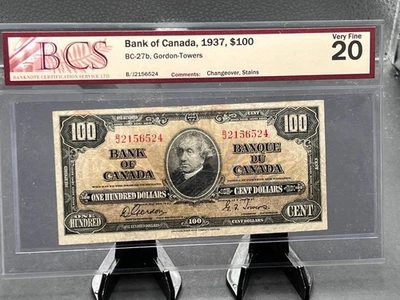 BCS
BANKNOTE CERTIFICATION SERVICE LTD
Bank of Canada, 1937, $100
BC-27b, Gordon-Towers
B/J2156524 Comments: Changeover, Stains
Very Fine
20
100 B/J 2156524 B/J 2156524 100
BANK OF CANADA
BANQUE DU CANADA
ONE HUNDRED DOLLARS
CENT DOLLARS
ONE HUNDRED
100
CENT